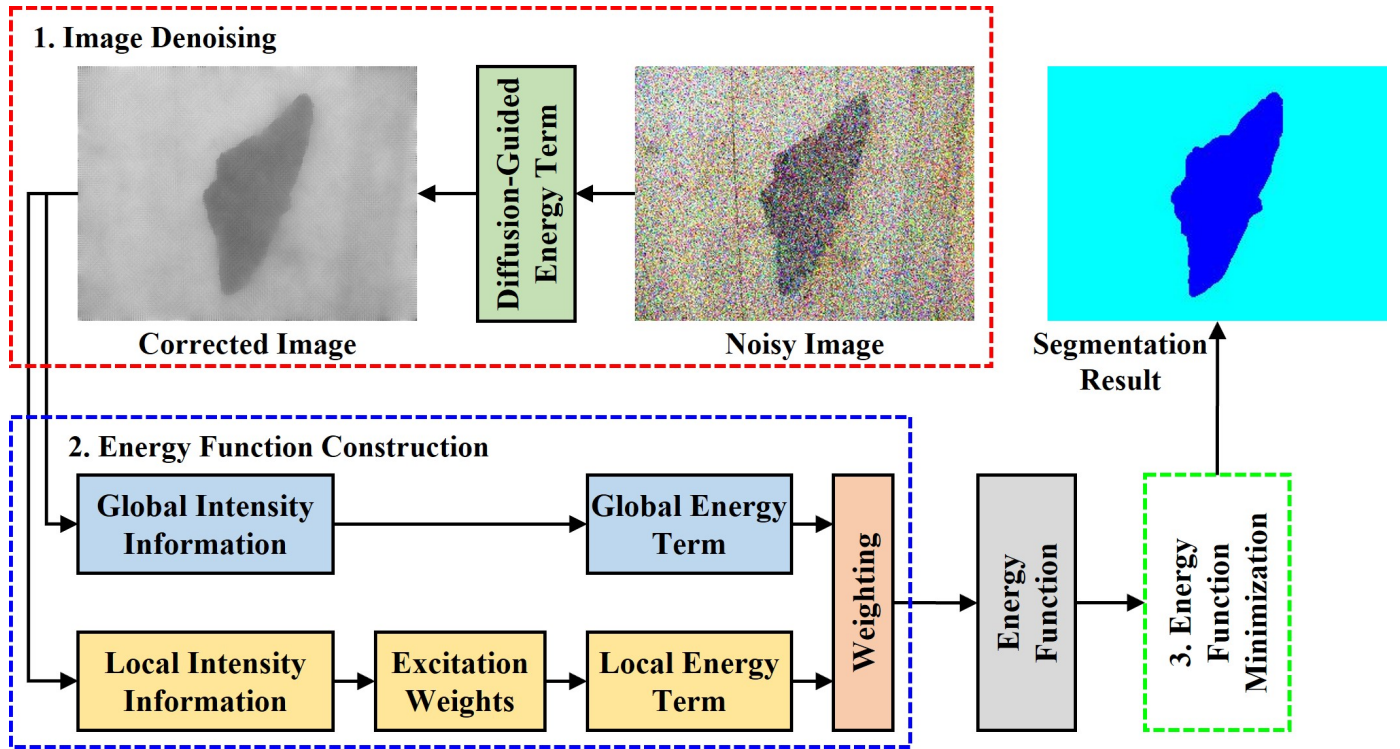 1. Image Denoising
Diffusion-Guided
Energy Term
Corrected Image
Noisy Image
Segmentation
Result
2. Energy Function Construction
Global Intensity
Information
Global Energy
Term
Local Intensity
Information
Excitation
Weights
Local Energy
Term
Weighting
Energy
Function
3. Energy
Function
Minimization